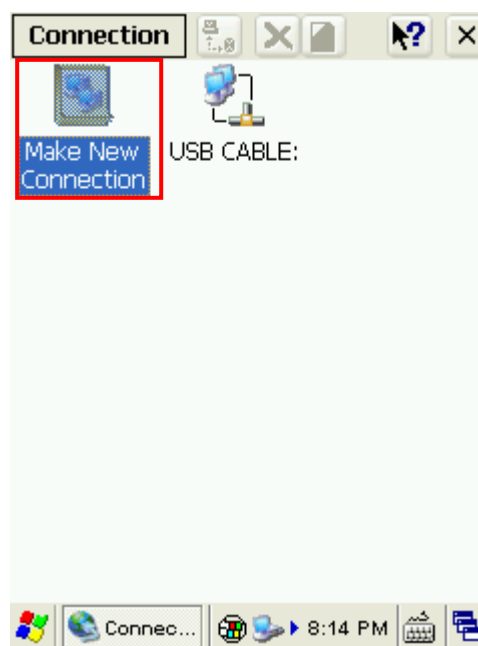 Connection
Make New
Connection
USB CABLE:
Connec...
8:14 PM